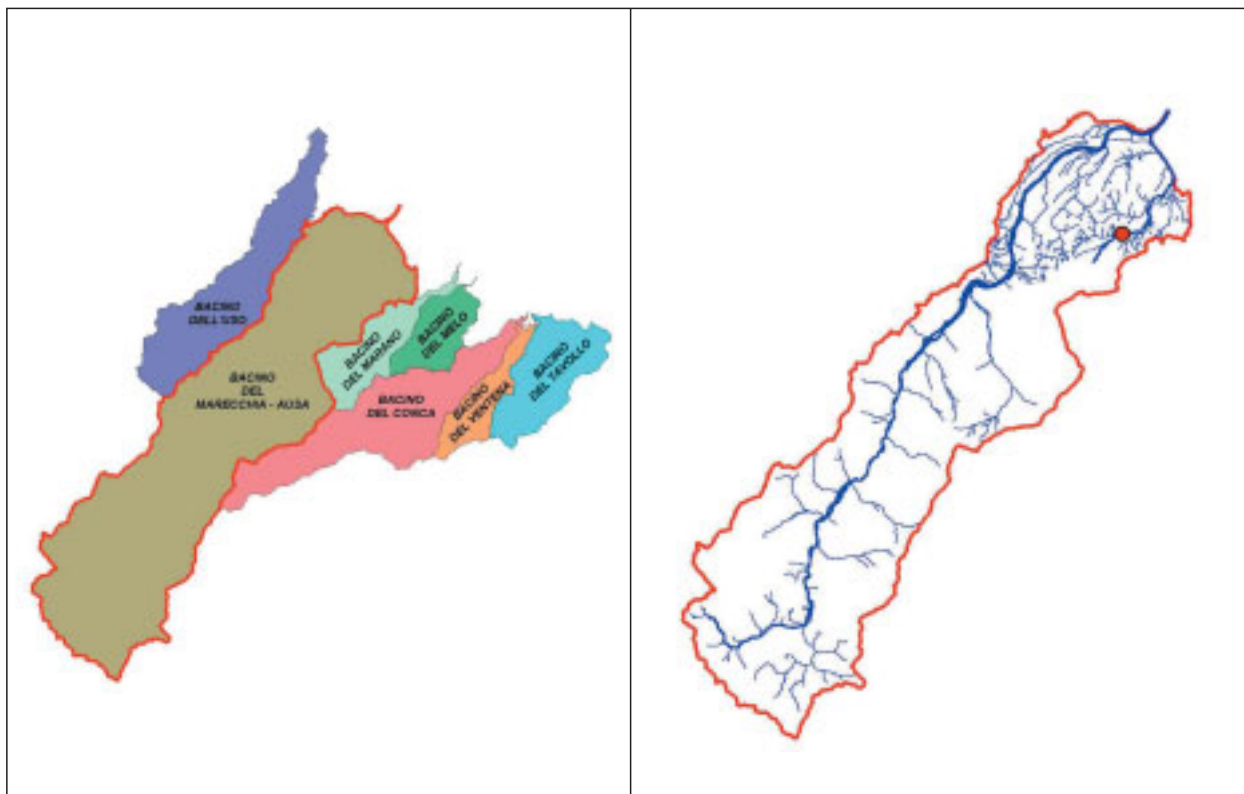 BACINO
DELL'USO
BACINO
DEL
MARECCHIA - AUSA
BACINO
DEL MARANO
BACINO
DEL MELO
BACINO
DEL CONCA
BACINO
DEL VENTENA
BACINO
DEL TAVOLLO